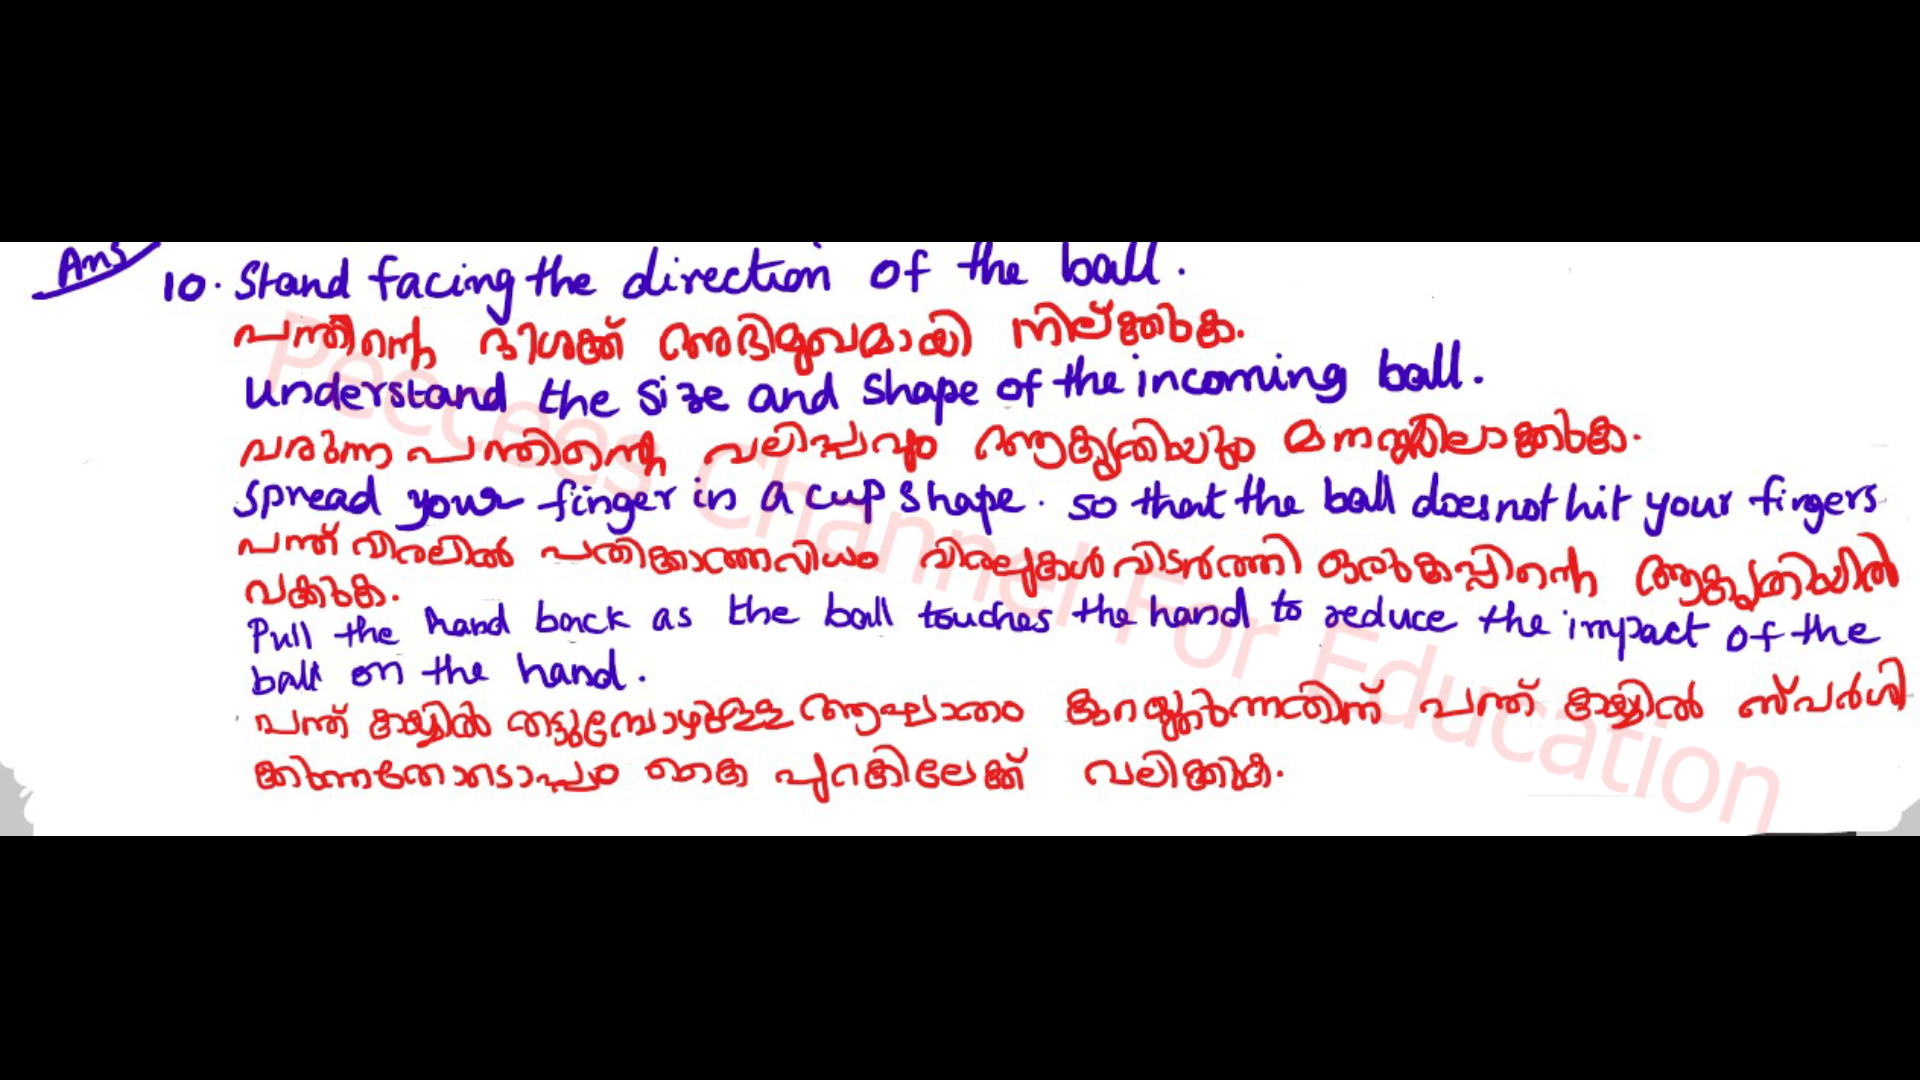 Ans
10. Stand facing the direction of the ball.
പന്തിന്റെ ദിശക്ക് അഭിമുഖമായി നില്ക്കുക.
Understand the size and shape of the incoming ball.
വരുന്ന പന്തിന്റെ വലിപ്പവും ആകൃതിയും മനസ്സിലാക്കുക.
Spread your finger in a cup shape. so that the ball does not hit your fingers
പന്ത് വിരലിൽ പതിക്കാത്തവിധം വിരലുകൾ വിടർത്തി ഒരു കപ്പിന്റെ ആകൃതിയിൽ
വക്കുക.
Pull the hand back as the ball touches the hand to reduce the impact of the
ball on the hand.
പന്ത് കയ്യിൽ തട്ടുമ്പോഴുള്ള ആഘാതം കുറയ്ക്കുന്നതിന് പന്ത് കയ്യിൽ സ്പർശി
ക്കുന്നതോടൊപ്പം കൈ പുറകിലേക്ക് വലിക്കുക.
Peecees Channel For Education